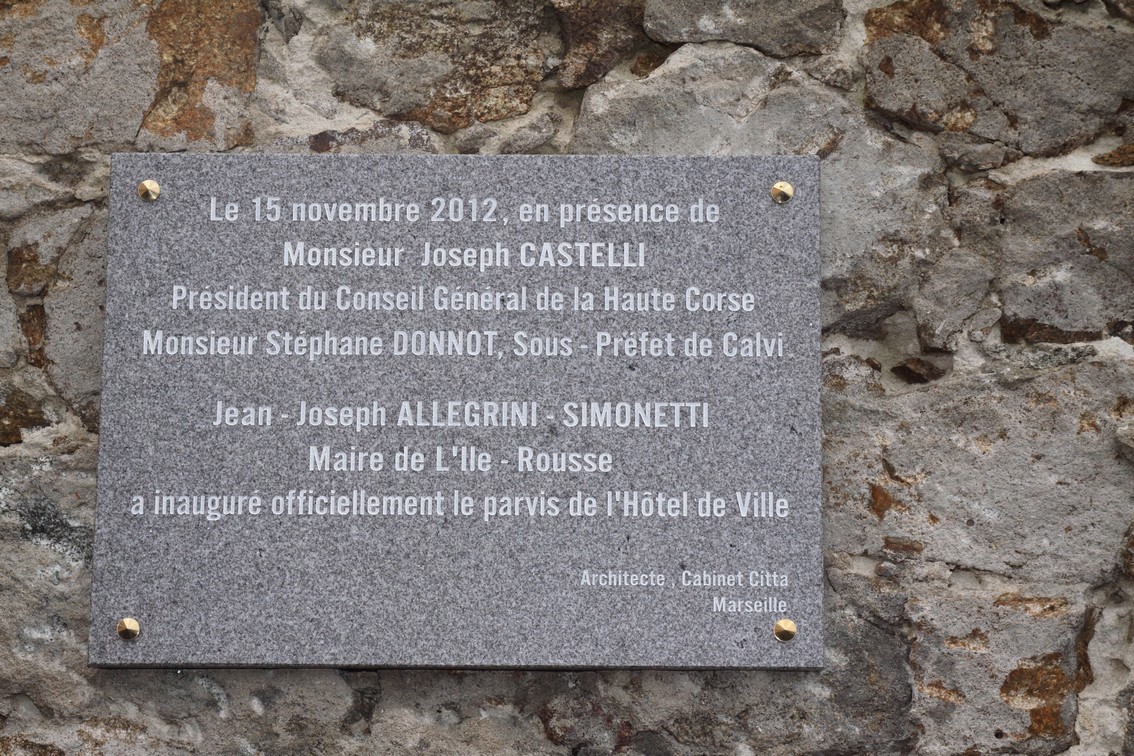 Le 15 novembre 2012, en présence de
Monsieur Joseph CASTELLI
Président du Conseil Général de la Haute Corse
Monsieur Stéphane DONNOT, Sous - Préfet de Calvi
Jean - Joseph ALLEGRINI - SIMONETTI
Maire de L'Ile - Rousse
a inauguré officiellement le parvis de l'Hôtel de Ville
Architecte , Cabinet Citta
Marseille